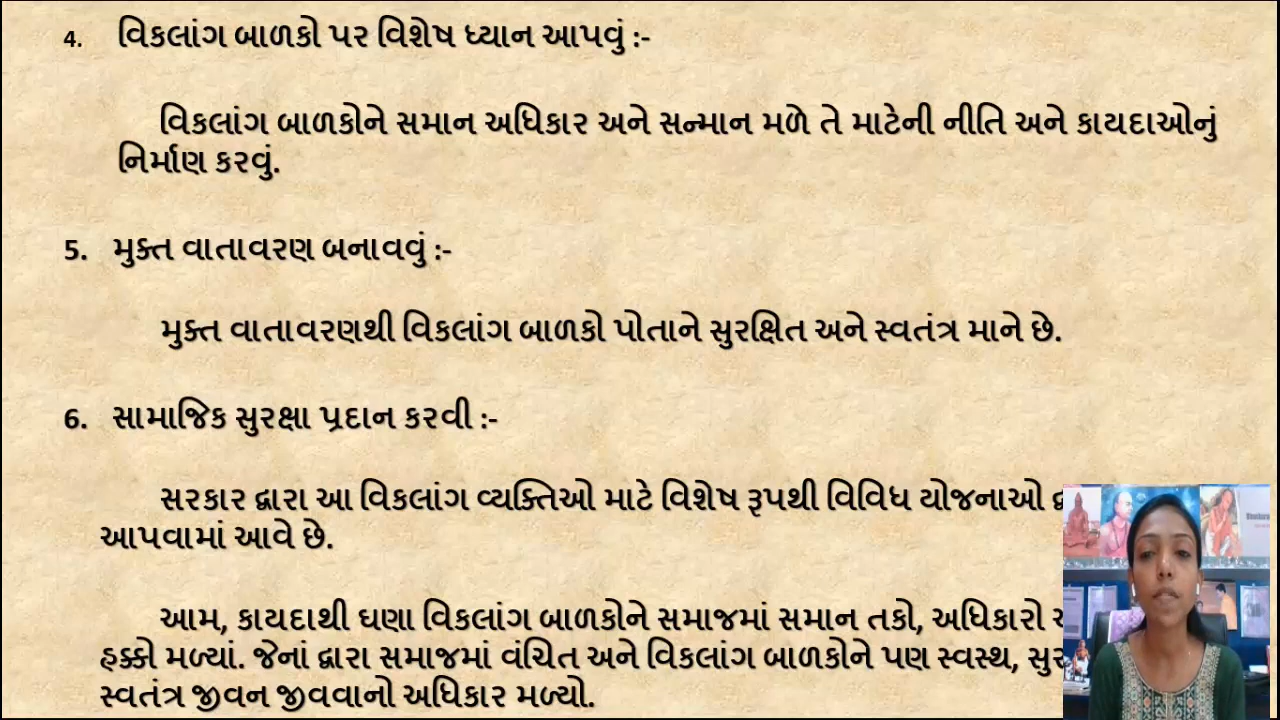 4. વિકલાંગ બાળકો પર વિશેષ ધ્યાન આપવું :-
વિકલાંગ બાળકોને સમાન અધિકાર અને સન્માન મળે તે માટેની નીતિ અને કાયદાઓનું
નિર્માણ કરવું.
5. મુક્ત વાતાવરણ બનાવવું :-
મુક્ત વાતાવરણથી વિકલાંગ બાળકો પોતાને સુરક્ષિત અને સ્વતંત્ર માને છે.
6. સામાજિક સુરક્ષા પ્રદાન કરવી :-
સરકાર દ્વારા આ વિકલાંગ વ્યક્તિઓ માટે વિશેષ રૂપથી વિવિધ યોજનાઓ
આપવામાં આવે છે.
આમ, કાયદાથી ઘણા વિકલાંગ બાળકોને સમાજમાં સમાન તકો, અધિકારો
હક્કો મળ્યાં. જેનાં દ્વારા સમાજમાં વંચિત અને વિકલાંગ બાળકોને પણ સ્વસ્થ,
સ્વતંત્ર જીવન જીવવાનો અધિકાર મળ્યો.